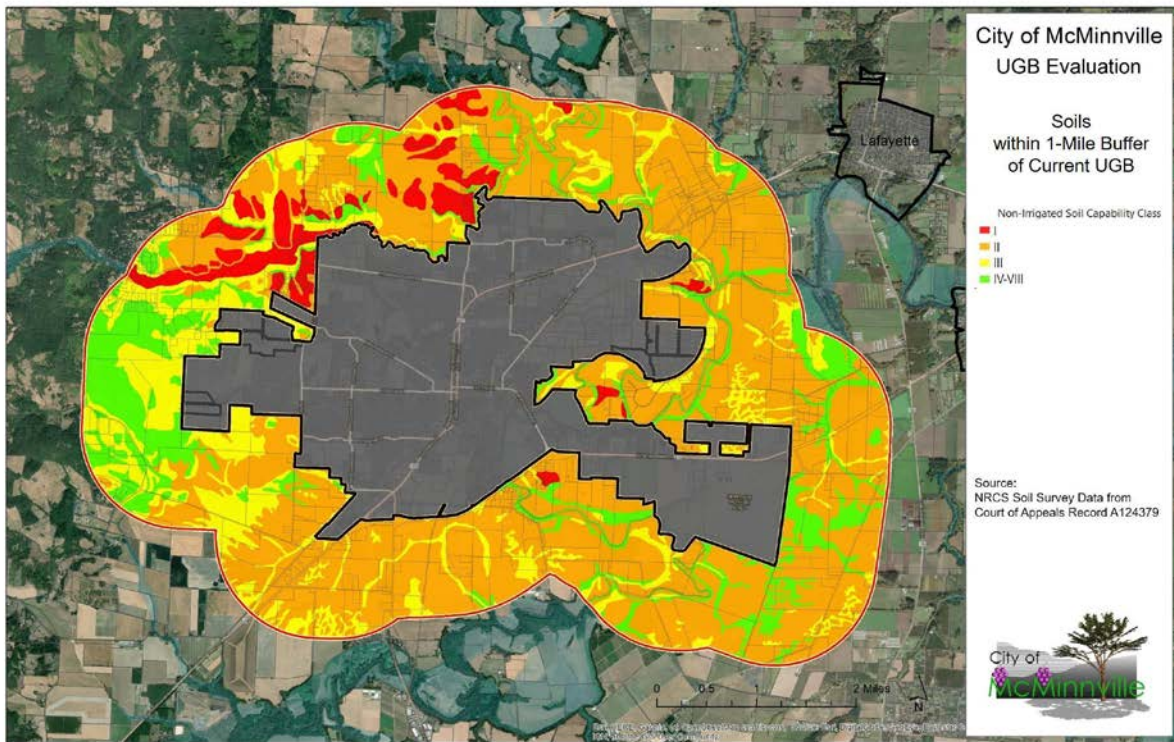 City of McMinnville
UGB Evaluation
Soils
within 1-Mile Buffer
of Current UGB
Lafayette
Non-Irrigated Soil Capability Class
I
II
III
IV-VIII
Source:
NRCS Soil Survey Data from
Court of Appeals Record A124379
0 0.5 1 2 Miles
N
City of
McMinnville